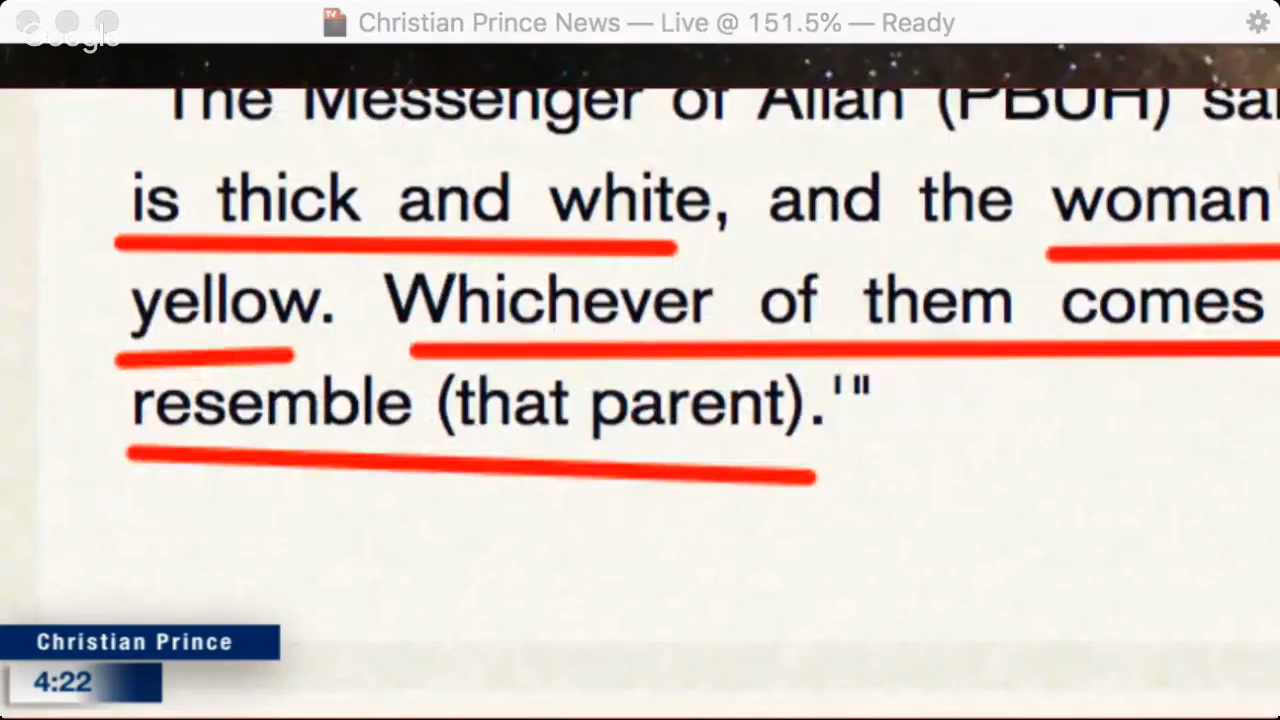 Christian Prince News — Live @ 151.5% — Ready
Google
The Messenger of Allah (PBUH)
is thick and white, and the woman'
yellow. Whichever of them comes
resemble (that parent).'"
Christian Prince
4:22